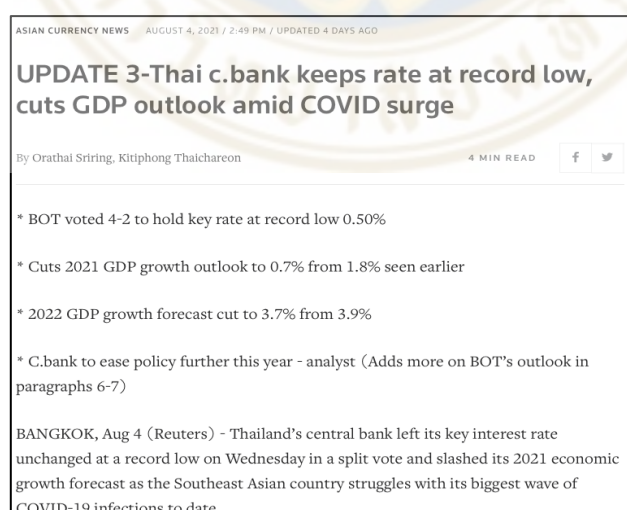 ASIAN CURRENCY NEWS AUGUST 4, 2021 / 2:49 PM / UPDATED 4 DAYS AGO
UPDATE 3-Thai c.bank keeps rate at record low,
cuts GDP outlook amid COVID surge
By Orathai Sriring, Kitiphong Thaichareon 4 MIN READ
* BOT voted 4-2 to hold key rate at record low 0.50%
* Cuts 2021 GDP growth outlook to 0.7% from 1.8% seen earlier
* 2022 GDP growth forecast cut to 3.7% from 3.9%
* C.bank to ease policy further this year - analyst (Adds more on BOT’s outlook in
paragraphs 6-7)
BANGKOK, Aug 4 (Reuters) - Thailand’s central bank left its key interest rate
unchanged at a record low on Wednesday in a split vote and slashed its 2021 economic
growth forecast as the Southeast Asian country struggles with its biggest wave of
COVID-19 infections to date.